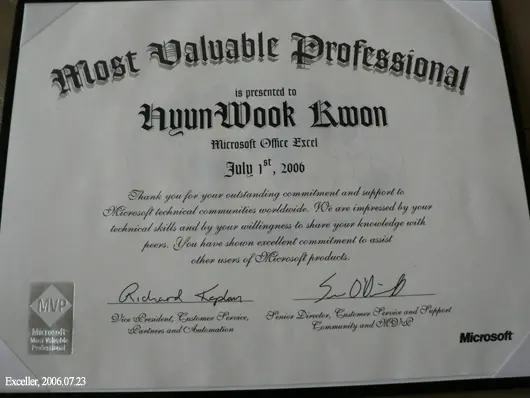 Most Valuable Professional
is presented to
HyunWook Kwon
Microsoft Office Excel
July 1st, 2006
Thank you for your outstanding commitment and support to
Microsoft technical communities worldwide. We are impressed by your
technical skills and by your willingness to share your knowledge with
peers. You have shown excellent commitment to assist
other users of Microsoft products.
Richard Kaplan
Vice President, Customer Service,
Partners and Automation
Senior Director, Customer Service and Support
Community and MVP
MVP
Microsoft
Most Valuable
Professional
Microsoft
Exceller, 2006.07.23